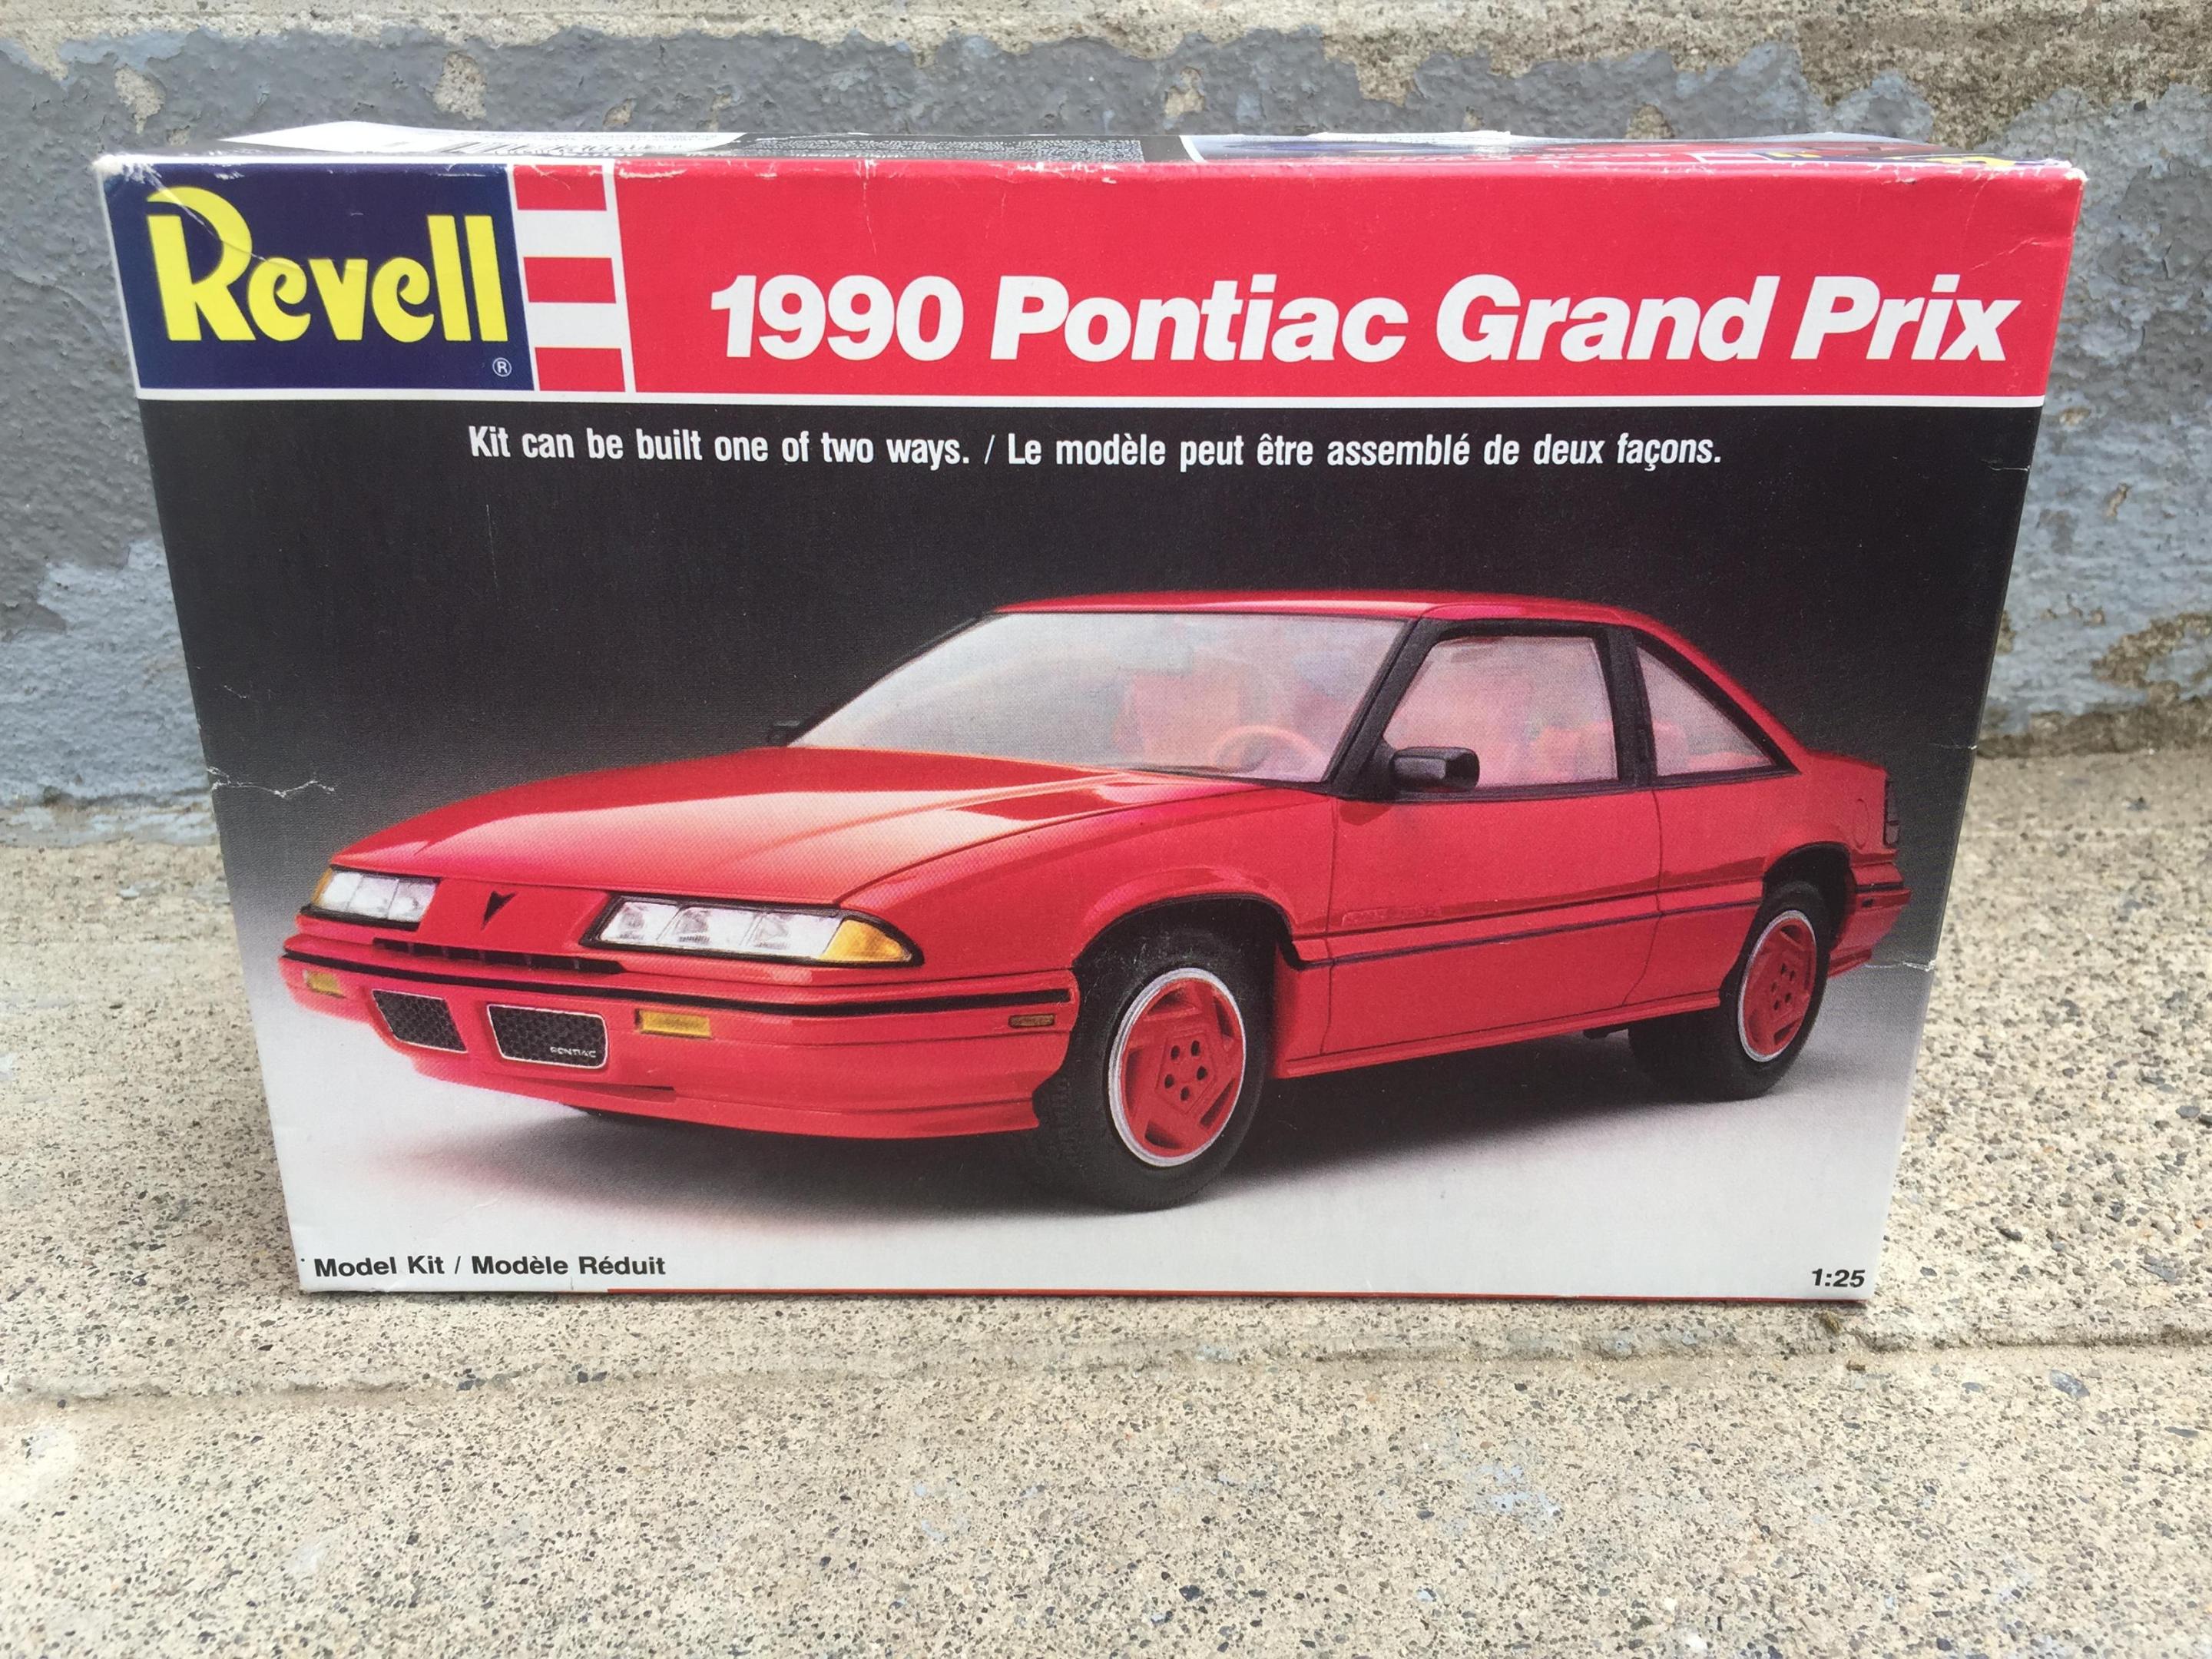 Revell®
1990 Pontiac Grand Prix
Kit can be built one of two ways. / Le modèle peut être assemblé de deux façons.
PONTIAC
Model Kit / Modèle Réduit
1:25